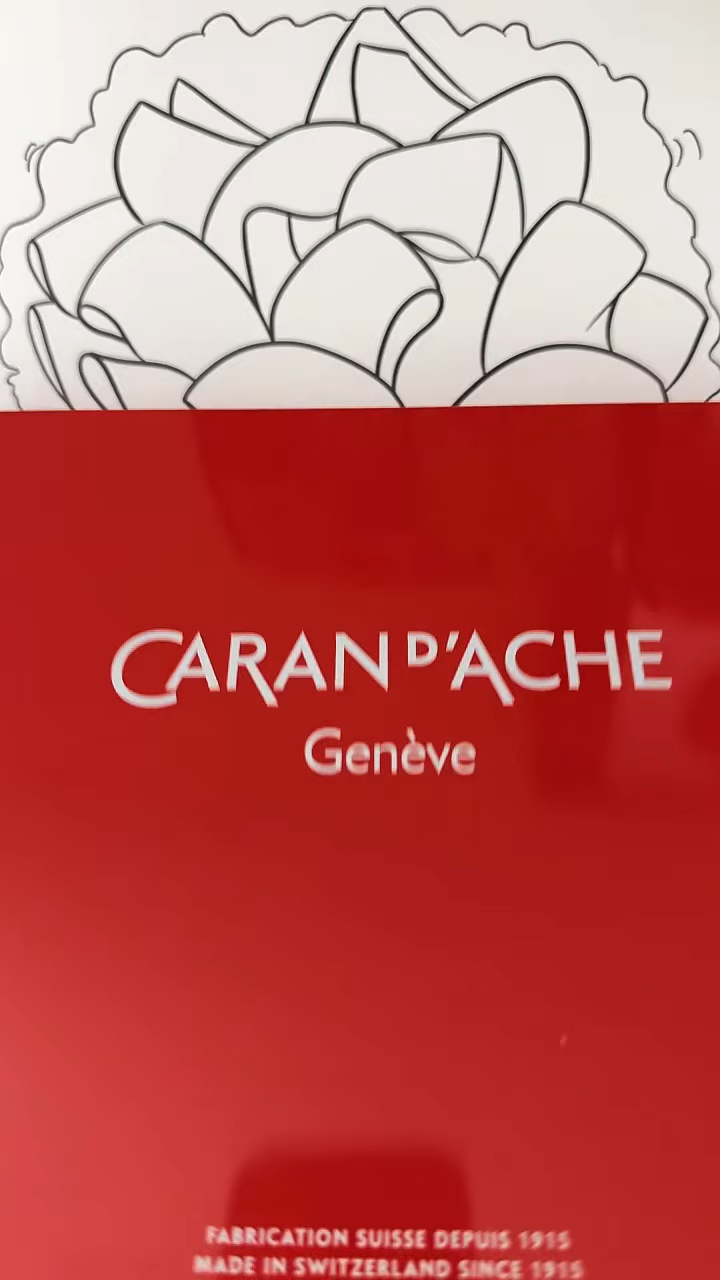 CARAN D'ACHE
Genève
FABRICATION SUISSE DEPUIS 1915
MADE IN SWITZERLAND SINCE 1915